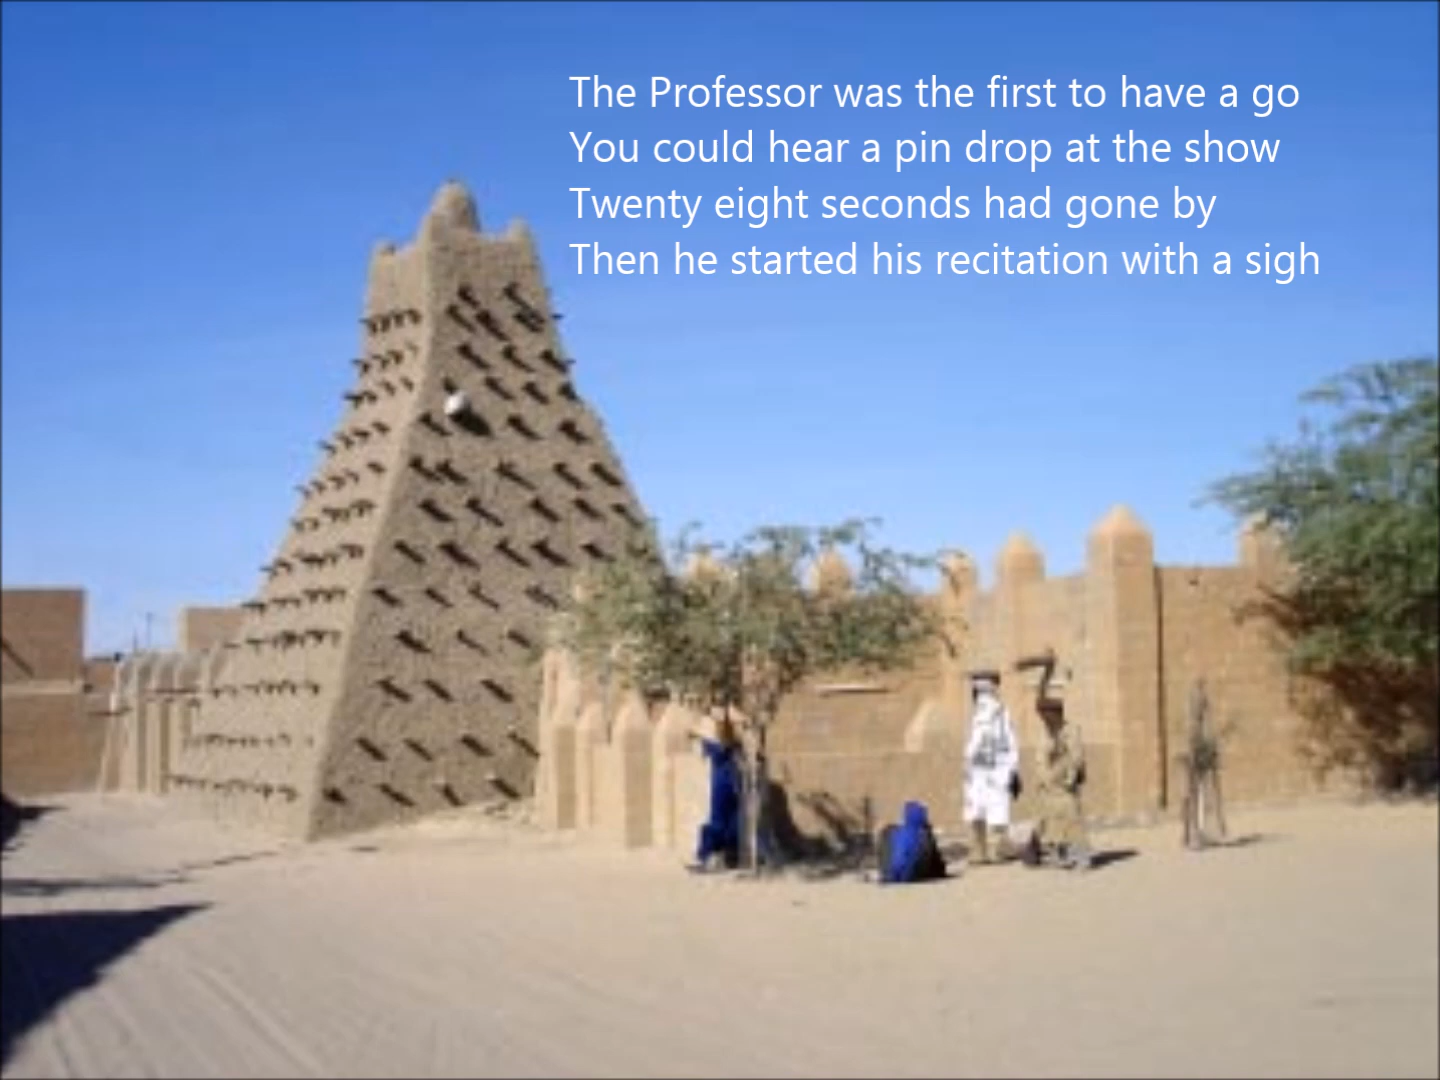 The Professor was the first to have a go
You could hear a pin drop at the show
Twenty eight seconds had gone by
Then he started his recitation with a sigh